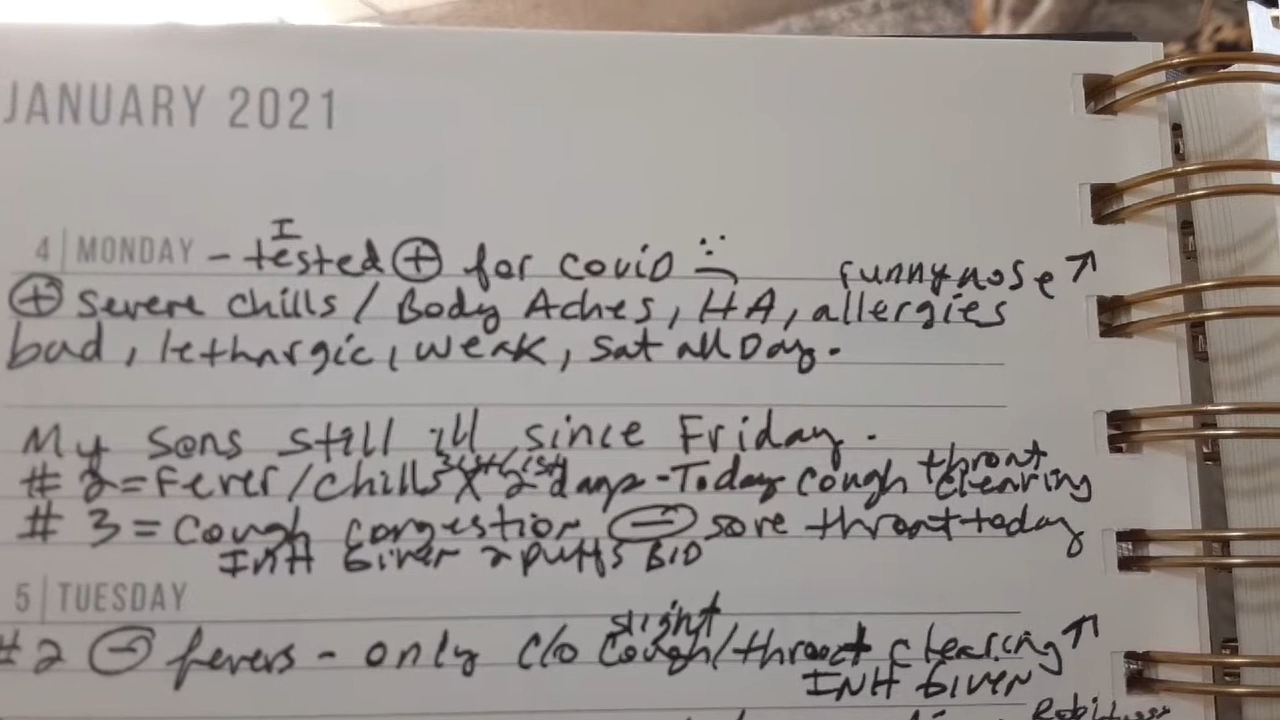 JANUARY 2021
4 | MONDAY - I tested ⊕ for covid :(
runny nose ↗
⊕ severe chills / Body Aches, HA, allergies
bad, lethargic, weak, sat all Day.
My Sons still ill since Friday.
# 2 = Fever/chills X 2 days - Today cough throat clearing
# 3 = Cough congestion ⊖ sore throat today
INH Given 2 puffs BID
5 | TUESDAY
#2 ⊖ fevers - only c/o slight cough/throat clearing ↗
INH GIVEN